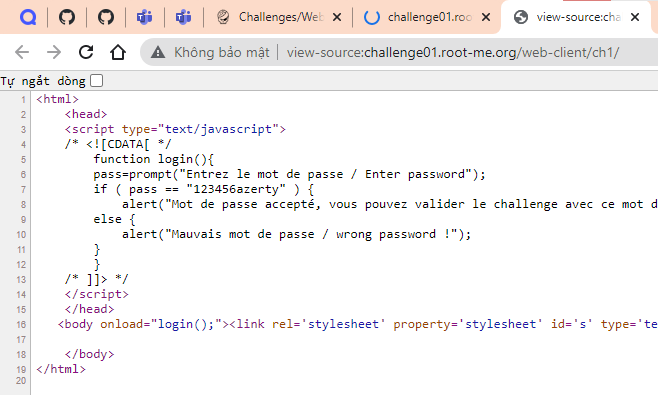 Challenges/Web
challenge01.roo
view-source:cha
Không bảo mật | view-source:challenge01.root-me.org/web-client/ch1/
Tự ngắt dòng
1 <html>
2 <head>
3 <script type="text/javascript">
4 /* <![CDATA[ */
5 function login(){
6 pass=prompt("Entrez le mot de passe / Enter password");
7 if ( pass == "123456azerty" ) {
8 alert("Mot de passe accepté, vous pouvez valider le challenge avec ce mot d
9 else {
10 alert("Mauvais mot de passe / wrong password !");
11 }
12 }
13 /* ]]> */
14 </script>
15 </head>
16 <body onload="login();"><link rel='stylesheet' property='stylesheet' id='s' type='te
17
18 </body>
19 </html>
20